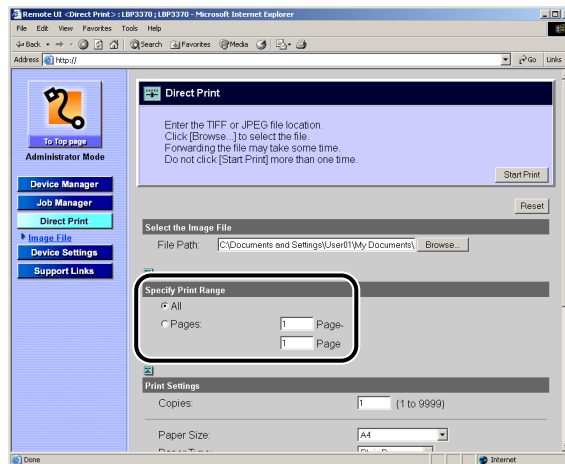 Remote UI <Direct Print> : LBP3370 ; LBP3370 - Microsoft Internet Explorer
File Edit View Favorites Tools Help
Back Search Favorites Media
Address http:// Go Links
To Top page
Administrator Mode
Device Manager
Job Manager
Direct Print
Image File
Device Settings
Support Links
Direct Print
Enter the TIFF or JPEG file location.
Click [Browse...] to select the file.
Forwarding the file may take some time.
Do not click [Start Print] more than one time.
Start Print
Reset
Select the Image File
File Path: C:\Documents and Settings\User01\My Documents\ Browse...
Specify Print Range
All
Pages: 1 Page-
1 Page
Print Settings
Copies: 1 (1 to 9999)
Paper Size: A4
Done Internet